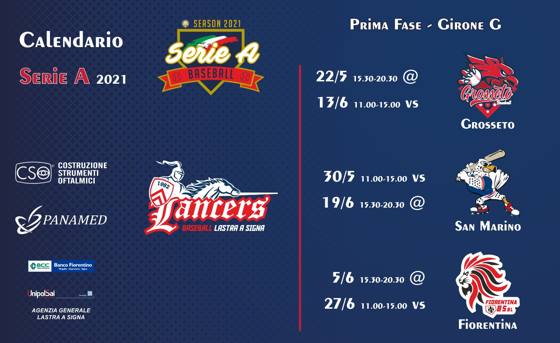 Calendario
Serie A 2021
SEASON 2021
Serie A
BASEBALL
CSO COSTRUZIONE
STRUMENTI
OFTALMICI
PANAMED
BCC Banco Fiorentino
UnipolSai
AGENZIA GENERALE
LASTRA A SIGNA
1992
Lancers
BASEBALL LASTRA A SIGNA
Prima Fase - Girone G
22/5 15.30-20.30 @
13/6 11.00-15.00 vs
Grosseto
Baseball
Grosseto
30/5 11.00-15.00 vs
19/6 15.30-20.30 @
San Marino
5/6 15.30-20.30 @
27/6 11.00-15.00 vs
FIORENTINA
Fiorentina